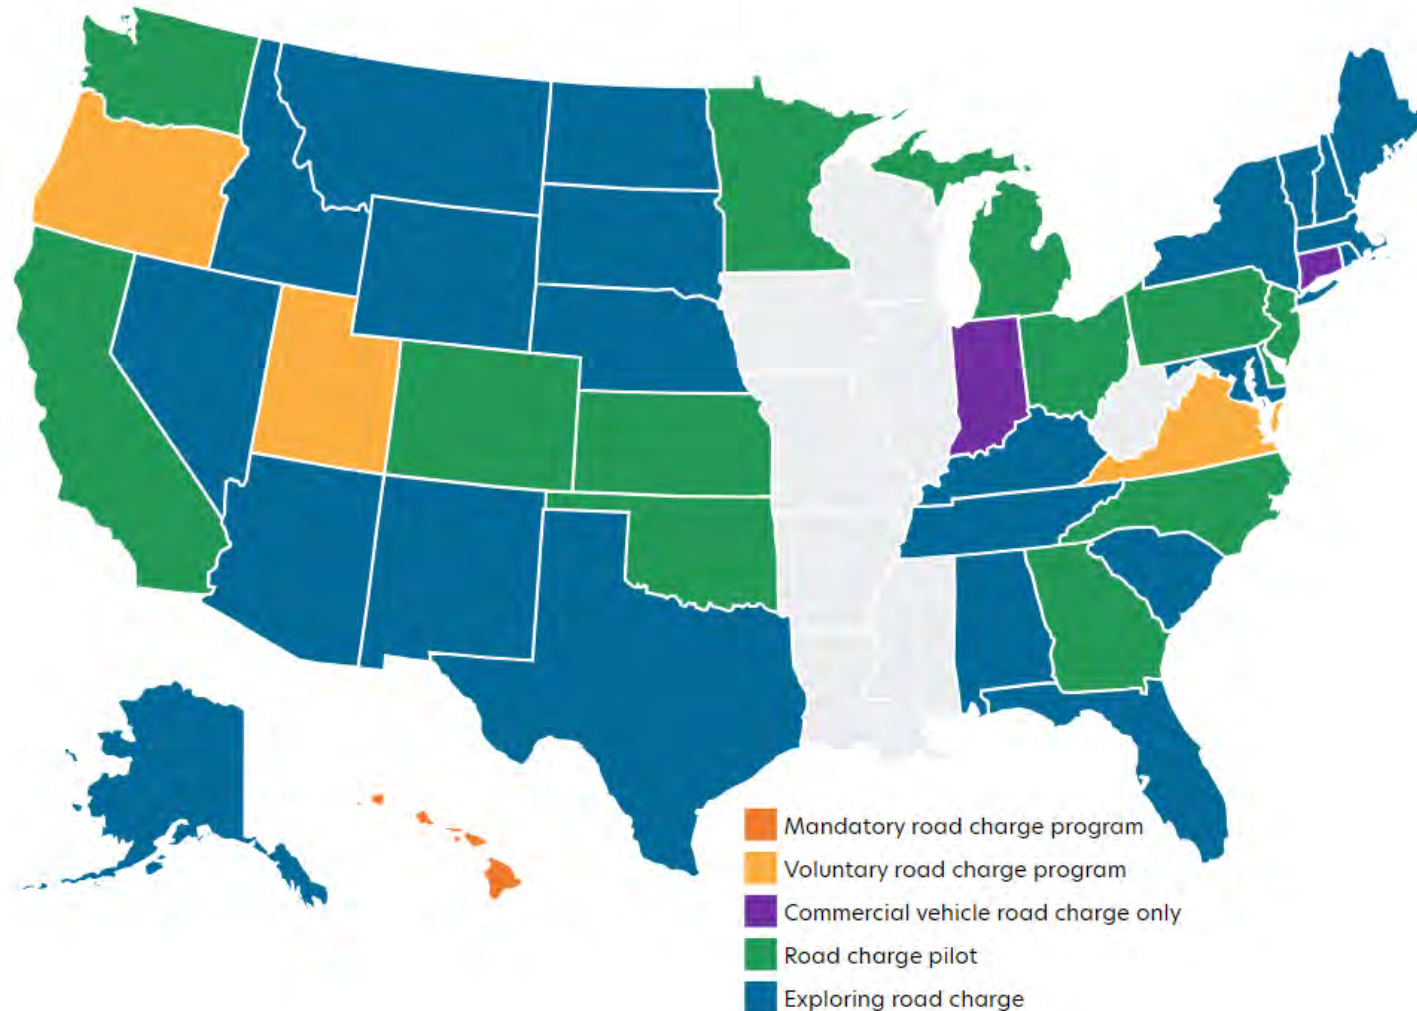 Mandatory road charge program
Voluntary road charge program
Commercial vehicle road charge only
Road charge pilot
Exploring road charge